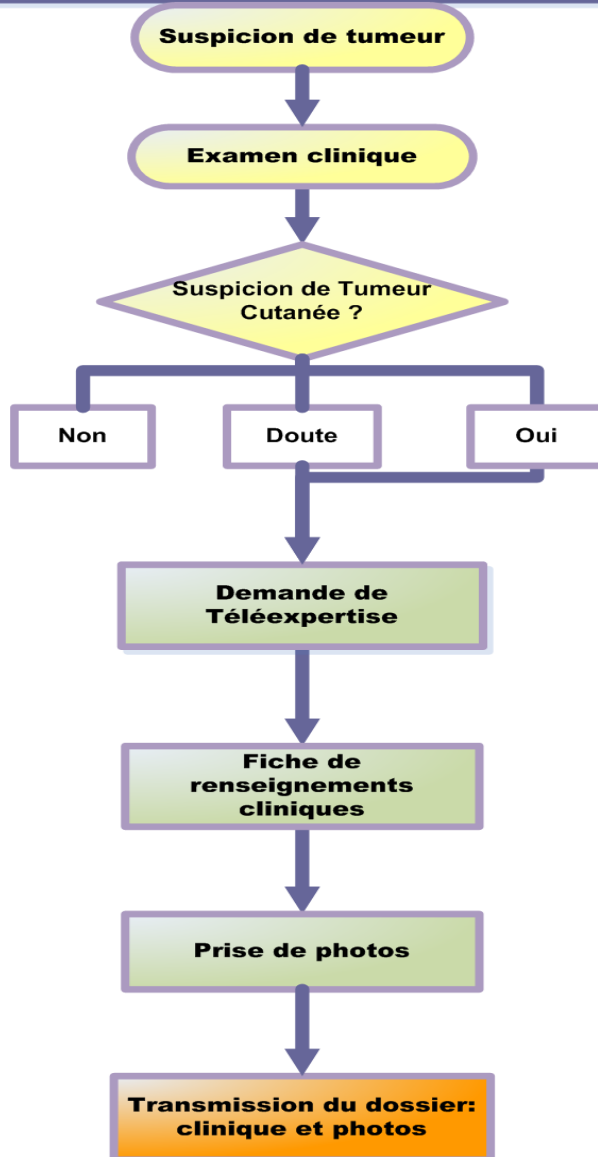 Suspicion de tumeur
Examen clinique
Suspicion de Tumeur
Cutanée ?
Non
Doute
Oui
Demande de
Téléexpertise
Fiche de
renseignements
cliniques
Prise de photos
Transmission du dossier:
clinique et photos